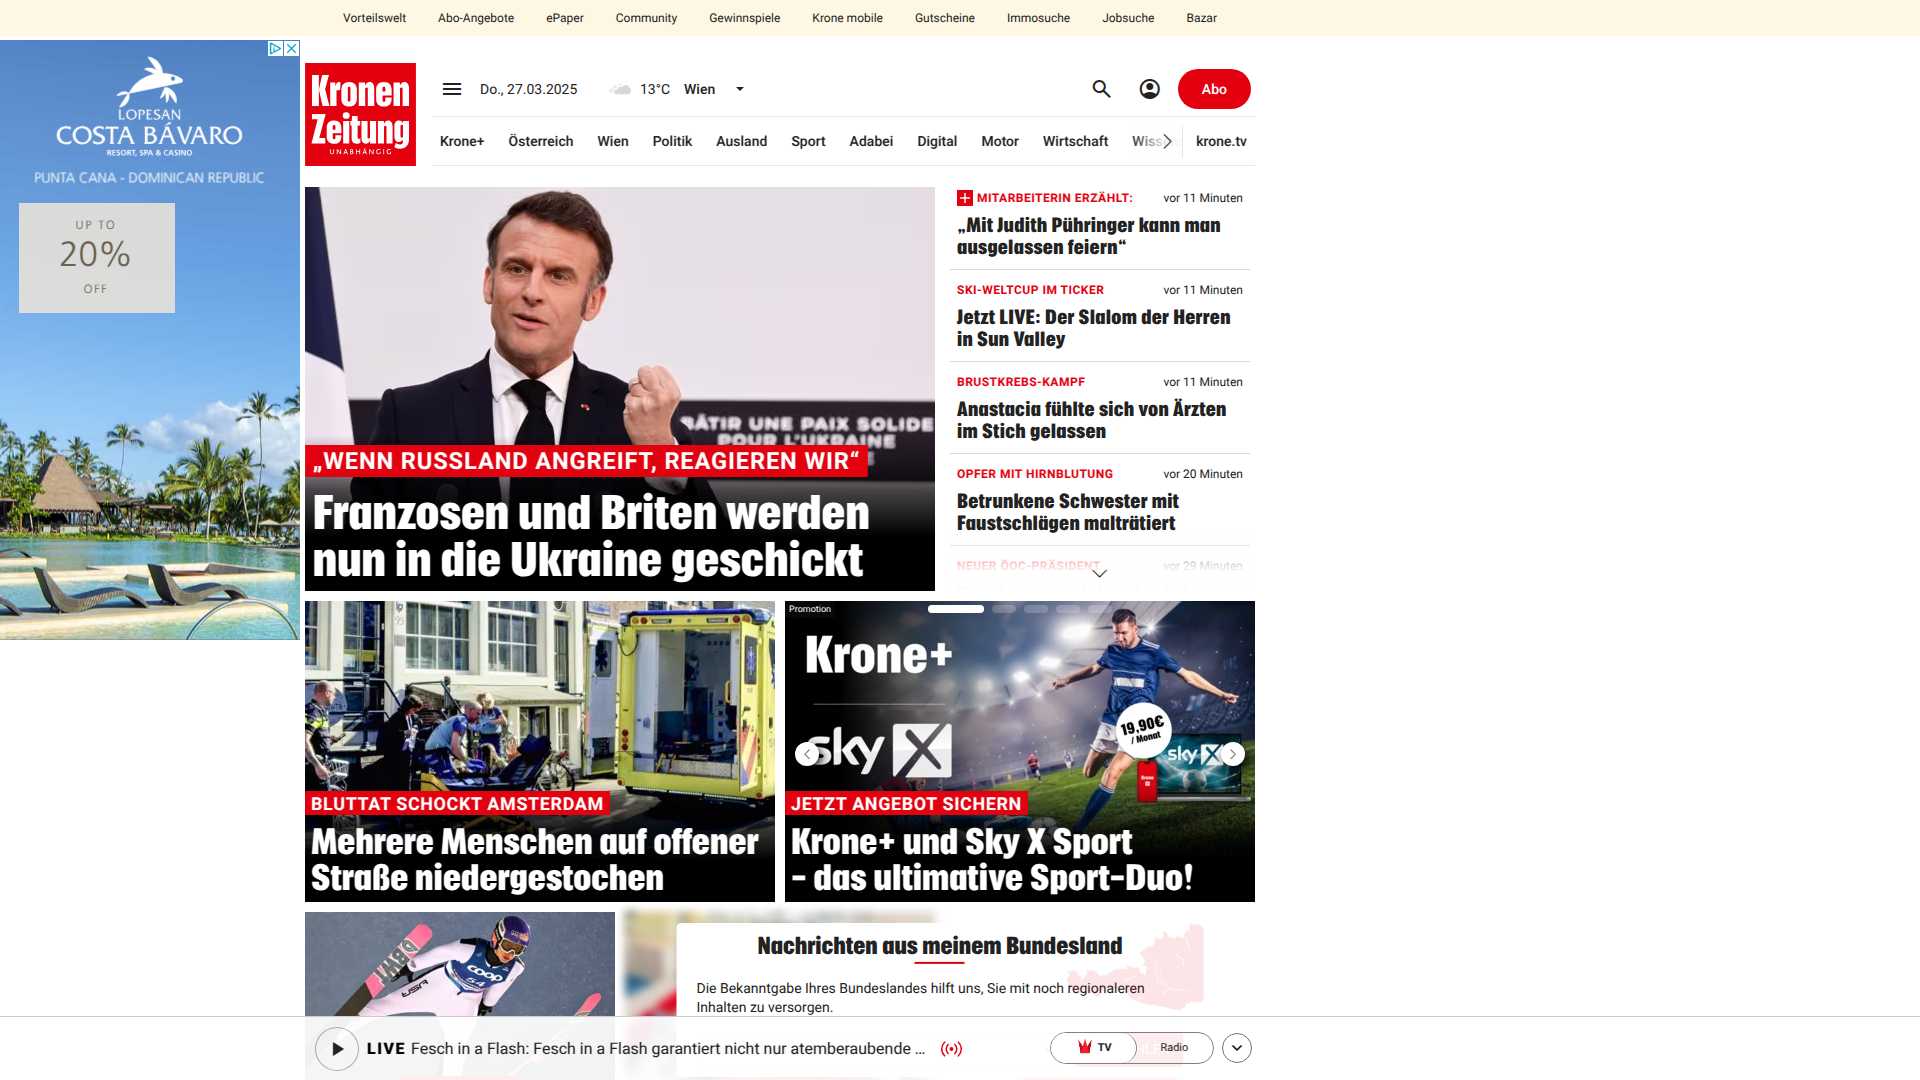 Vorteilswelt Abo-Angebote ePaper Community Gewinnspiele Krone mobile Gutscheine Immosuche Jobsuche Bazar
LOPESAN
COSTA BÁVARO
RESORT, SPA & CASINO
PUNTA CANA - DOMINICAN REPUBLIC
UP TO
20%
OFF
Kronen
Zeitung
UNABHÄNGIG
Do., 27.03.2025 13°C Wien
Abo
Krone+ Österreich Wien Politik Ausland Sport Adabei Digital Motor Wirtschaft Wiss krone.tv
BÂTIR UNE PAIX SOLIDE
POUR L'UKRAINE
„WENN RUSSLAND ANGREIFT, REAGIEREN WIR“
Franzosen und Briten werden
nun in die Ukraine geschickt
MITARBEITERIN ERZÄHLT: vor 11 Minuten
„Mit Judith Pühringer kann man
ausgelassen feiern“
SKI-WELTCUP IM TICKER vor 11 Minuten
Jetzt LIVE: Der Slalom der Herren
in Sun Valley
BRUSTKREBS-KAMPF vor 11 Minuten
Anastacia fühlte sich von Ärzten
im Stich gelassen
OPFER MIT HIRNBLUTUNG vor 20 Minuten
Betrunkene Schwester mit
Faustschlägen malträtiert
NEUER ÖOC-PRÄSIDENT vor 29 Minuten
BLUTTAT SCHOCKT AMSTERDAM
Mehrere Menschen auf offener
Straße niedergestochen
Promotion
Krone+
sky X
19,90€
/ Monat
sky X
JETZT ANGEBOT SICHERN
Krone+ und Sky X Sport
– das ultimative Sport-Duo!
coop
54
Nachrichten aus meinem Bundesland
Die Bekanntgabe Ihres Bundeslandes hilft uns, Sie mit noch regionaleren
Inhalten zu versorgen.
LIVE Fesch in a Flash: Fesch in a Flash garantiert nicht nur atemberaubende ...
TV Radio